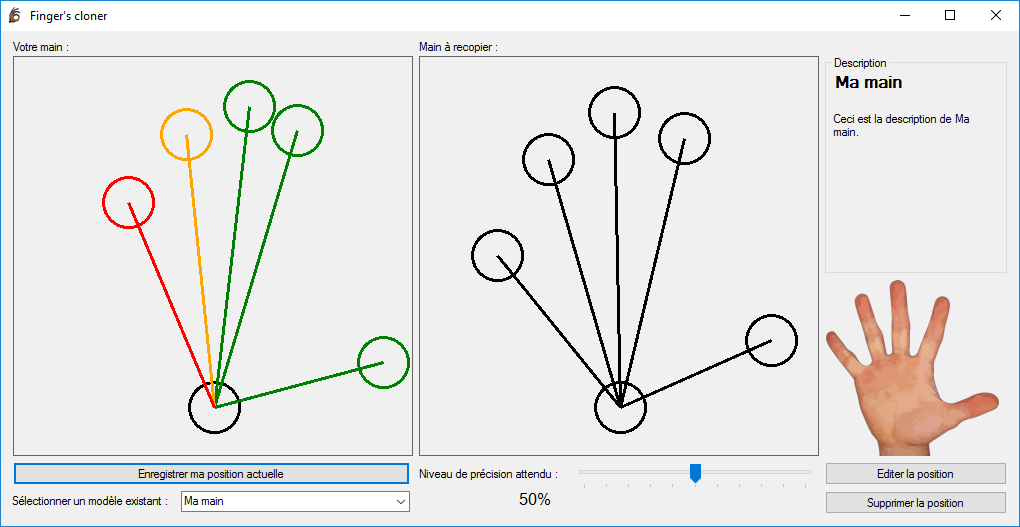 Finger's cloner
Votre main :
Main à recopier :
Description
Ma main
Ceci est la description de Ma
main.
Enregistrer ma position actuelle
Niveau de précision attendu :
Editer la position
Sélectionner un modèle existant :
Ma main
50%
Supprimer la position